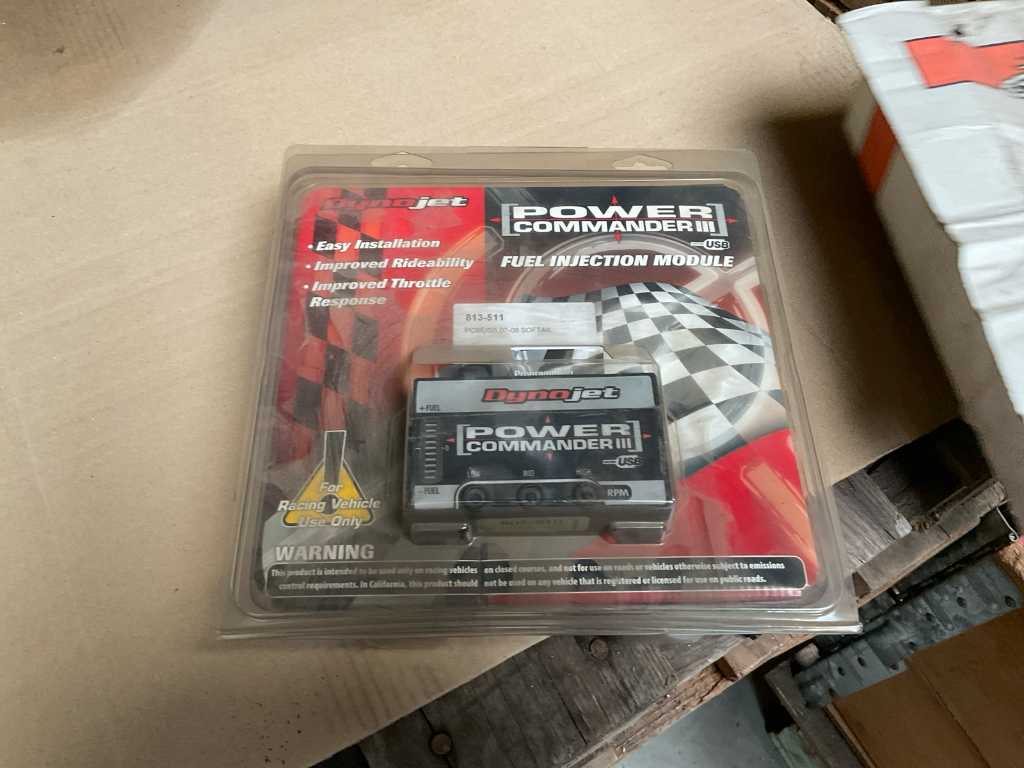 Dynojet
• Easy Installation
• Improved Rideability
• Improved Throttle
Response
POWER
COMMANDER III
USB
FUEL INJECTION MODULE
813-511
07-08 SOFTAIL
Dynojet
+FUEL
POWER
COMMANDER III
USB
-FUEL
RPM
For
Racing Vehicle
Use Only
WARNING
This product is intended to be used only on racing vehicles on closed courses, and not for use on roads or vehicles otherwise subject to emissions
control requirements. In California, this product should not be used on any vehicle that is registered or licensed for use on public roads.